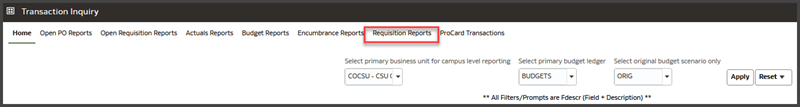 Transaction Inquiry
Home Open PO Reports Open Requisition Reports Actuals Reports Budget Reports Encumbrance Reports Requisition Reports ProCard Transactions
Select primary business unit for campus level reporting Select primary budget ledger Select original budget scenario only
COCSU - CSU BUDGETS ORIG Apply Reset
** All Filters/Prompts are Fdescr (Field + Description) **